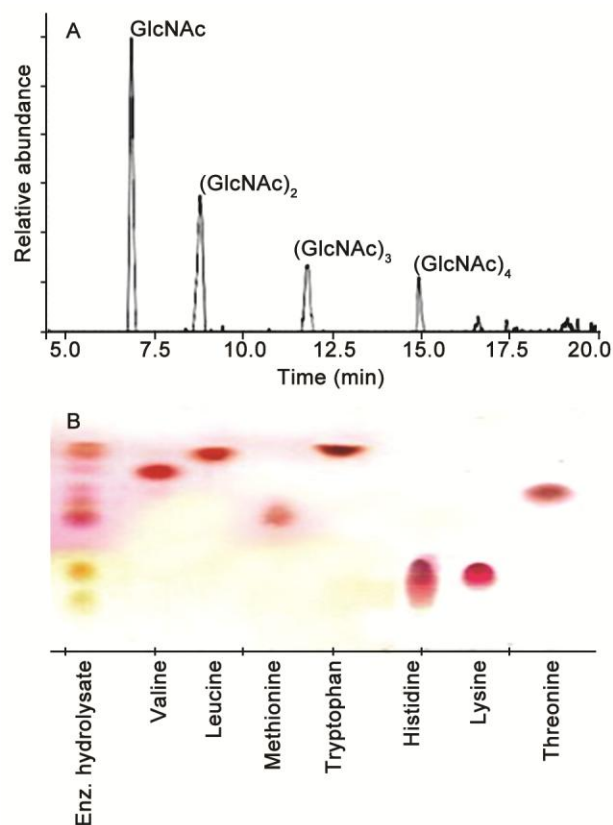 A
GlcNAc
(GlcNAc)₂
(GlcNAc)₃
(GlcNAc)₄
Relative abundance
5.0 7.5 10.0 12.5 15.0 17.5 20.0
Time (min)
B
Enz. hydrolysate
Valine
Leucine
Methionine
Tryptophan
Histidine
Lysine
Threonine